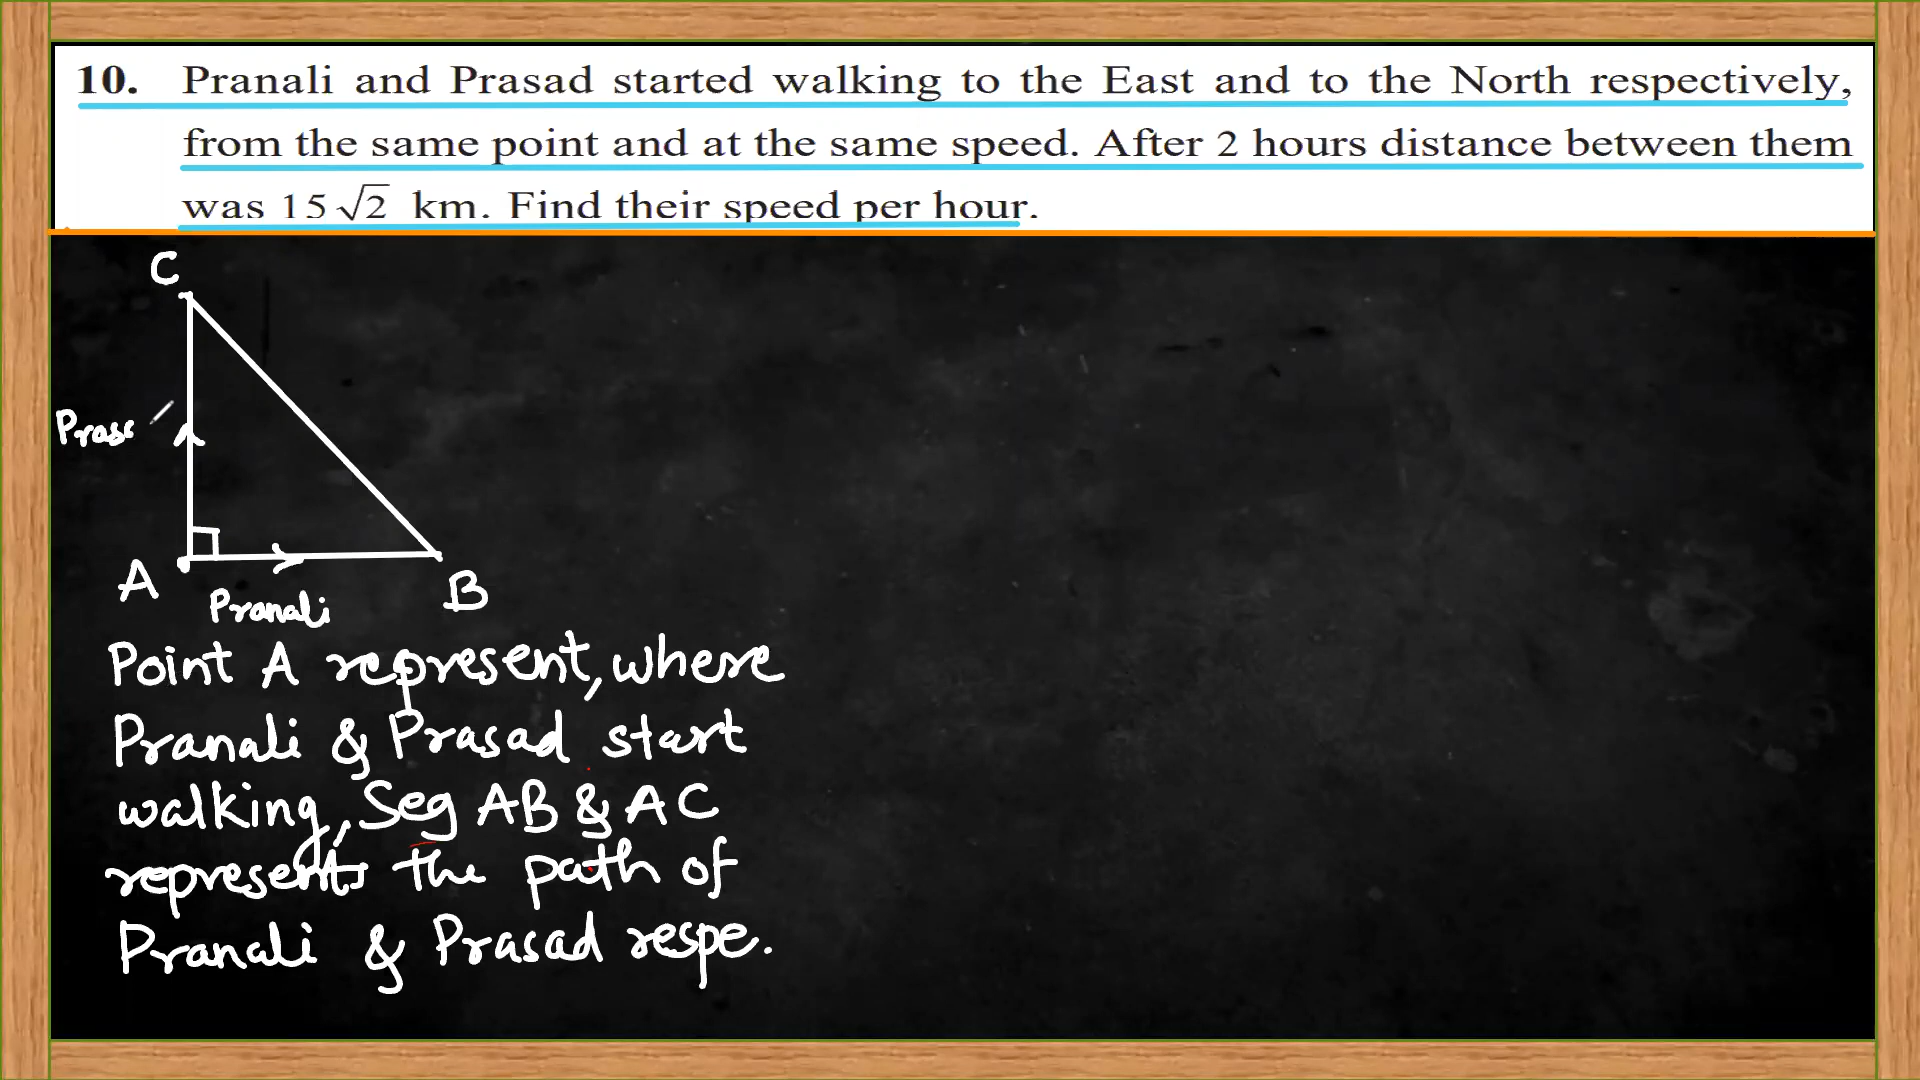 10. Pranali and Prasad started walking to the East and to the North respectively,
from the same point and at the same speed. After 2 hours distance between them
was 15√2 km. Find their speed per hour.
C
Pras
A
B
Pranali
Point A represent, where
Pranali & Prasad start
walking, Seg AB & AC
represents the path of
Pranali & Prasad respe.